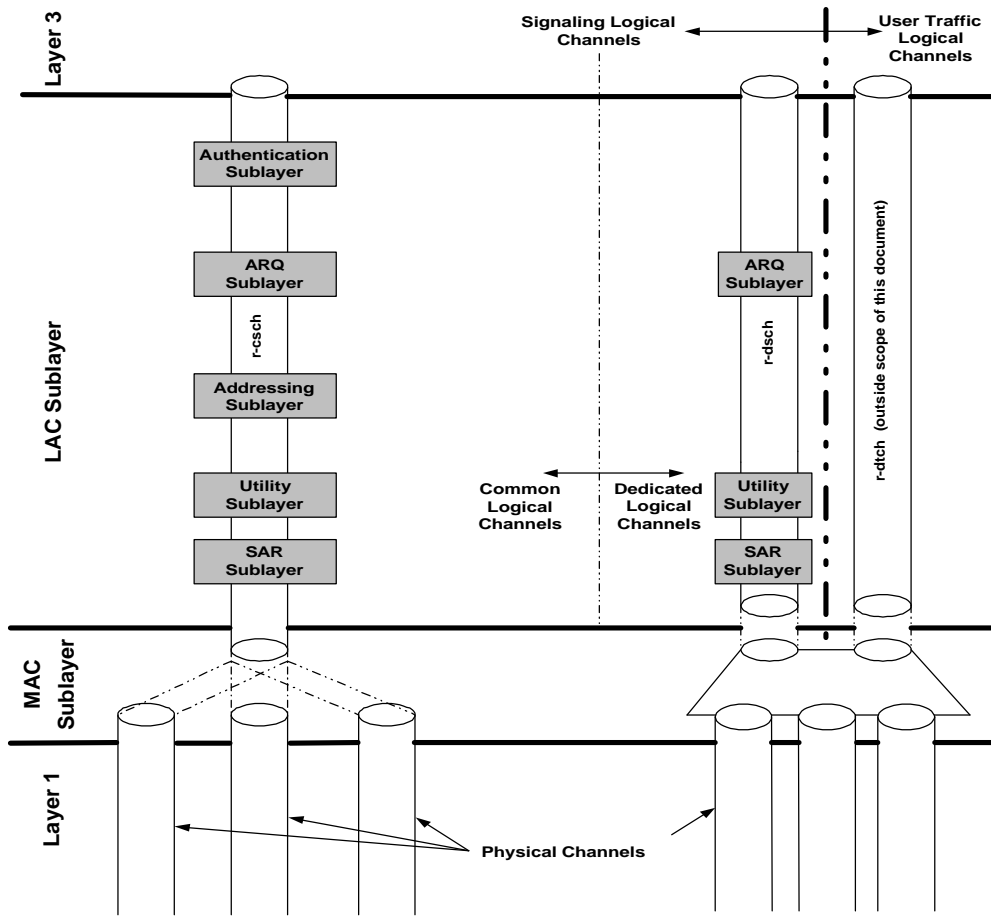 Layer 3
Signaling Logical
Channels
User Traffic
Logical
Channels
LAC Sublayer
Authentication
Sublayer
ARQ
Sublayer
r-csch
Addressing
Sublayer
Utility
Sublayer
SAR
Sublayer
Common
Logical
Channels
Dedicated
Logical
Channels
ARQ
Sublayer
r-dsch
Utility
Sublayer
SAR
Sublayer
r-dtch (outside scope of this document)
MAC
Sublayer
Layer 1
Physical Channels